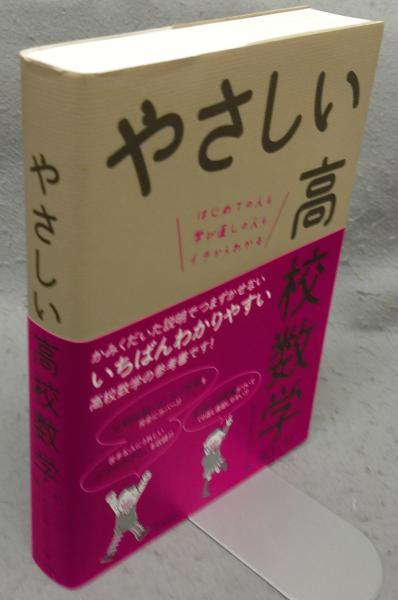 やさしい
高校数学
はじめての人も
学び直しの人も
イチからわかる
かみくだいた説明でつまずかせない
いちばんわかりやすい
高校数学の参考書です!
やさしい
高校数学